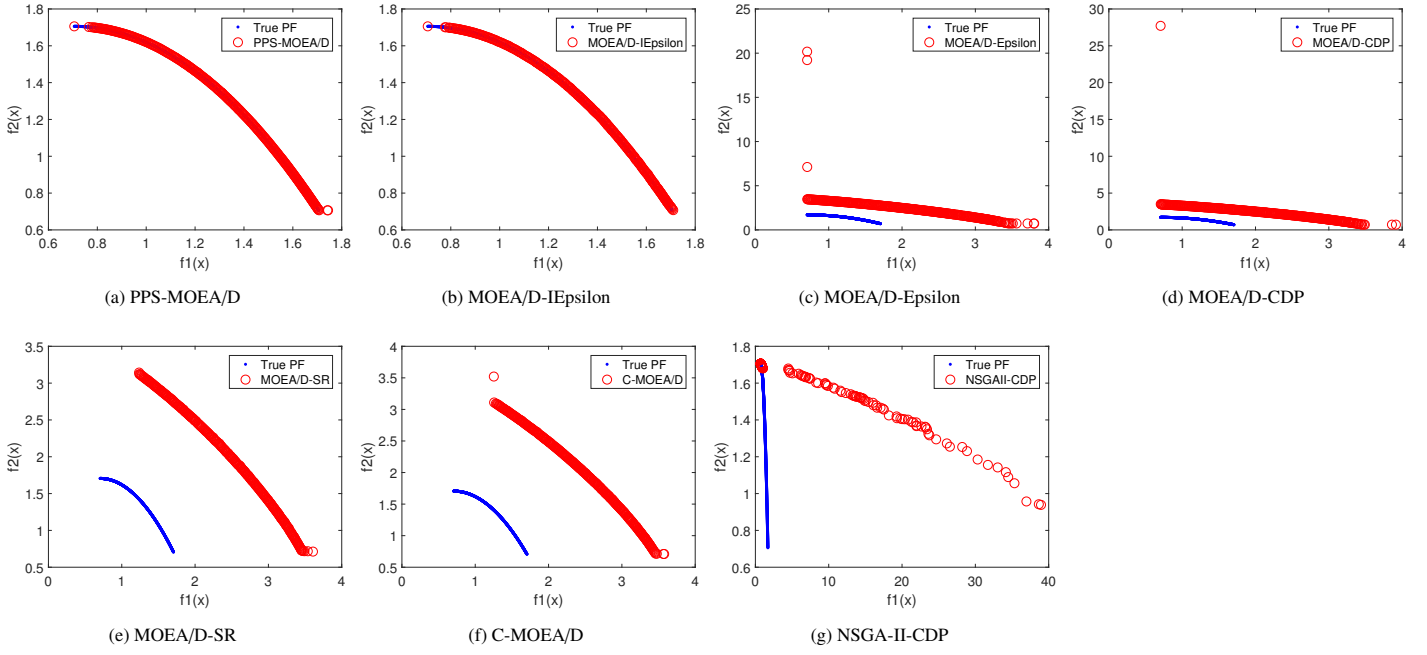 1.8
1.6
1.4
1.2
1
0.8
0.6
f2(x)
0.6 0.8 1 1.2 1.4 1.6 1.8
f1(x)
True PF
PPS-MOEA/D
(a) PPS-MOEA/D
1.8
1.6
1.4
1.2
1
0.8
0.6
f2(x)
0.6 0.8 1 1.2 1.4 1.6 1.8
f1(x)
True PF
MOEA/D-IEpsilon
(b) MOEA/D-IEpsilon
25
20
15
10
5
0
f2(x)
0 1 2 3 4
f1(x)
True PF
MOEA/D-Epsilon
(c) MOEA/D-Epsilon
30
25
20
15
10
5
0
f2(x)
0 1 2 3 4
f1(x)
True PF
MOEA/D-CDP
(d) MOEA/D-CDP
3.5
3
2.5
2
1.5
1
0.5
f2(x)
0 1 2 3 4
f1(x)
True PF
MOEA/D-SR
(e) MOEA/D-SR
4
3.5
3
2.5
2
1.5
1
0.5
f2(x)
0 1 2 3 4
f1(x)
True PF
C-MOEA/D
(f) C-MOEA/D
1.8
1.6
1.4
1.2
1
0.8
0.6
f2(x)
0 10 20 30 40
f1(x)
True PF
NSGAII-CDP
(g) NSGA-II-CDP